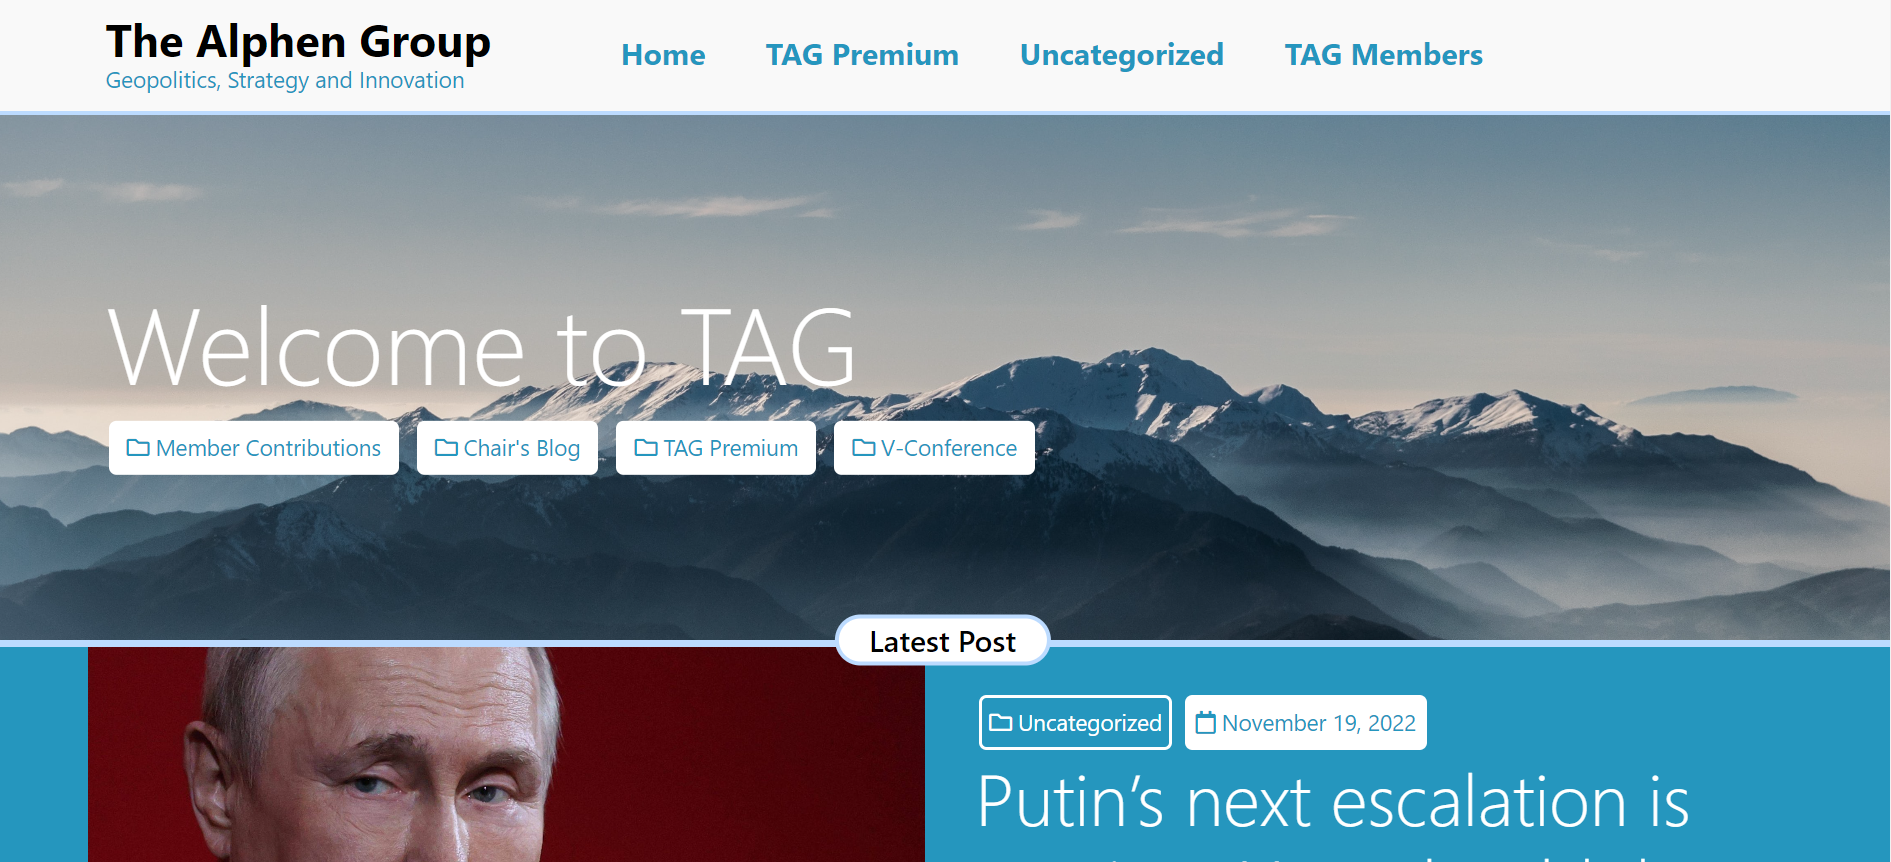 The Alphen Group
Geopolitics, Strategy and Innovation
Home TAG Premium Uncategorized TAG Members
Welcome to TAG
Member Contributions Chair's Blog TAG Premium V-Conference
Latest Post
Uncategorized November 19, 2022
Putin’s next escalation is